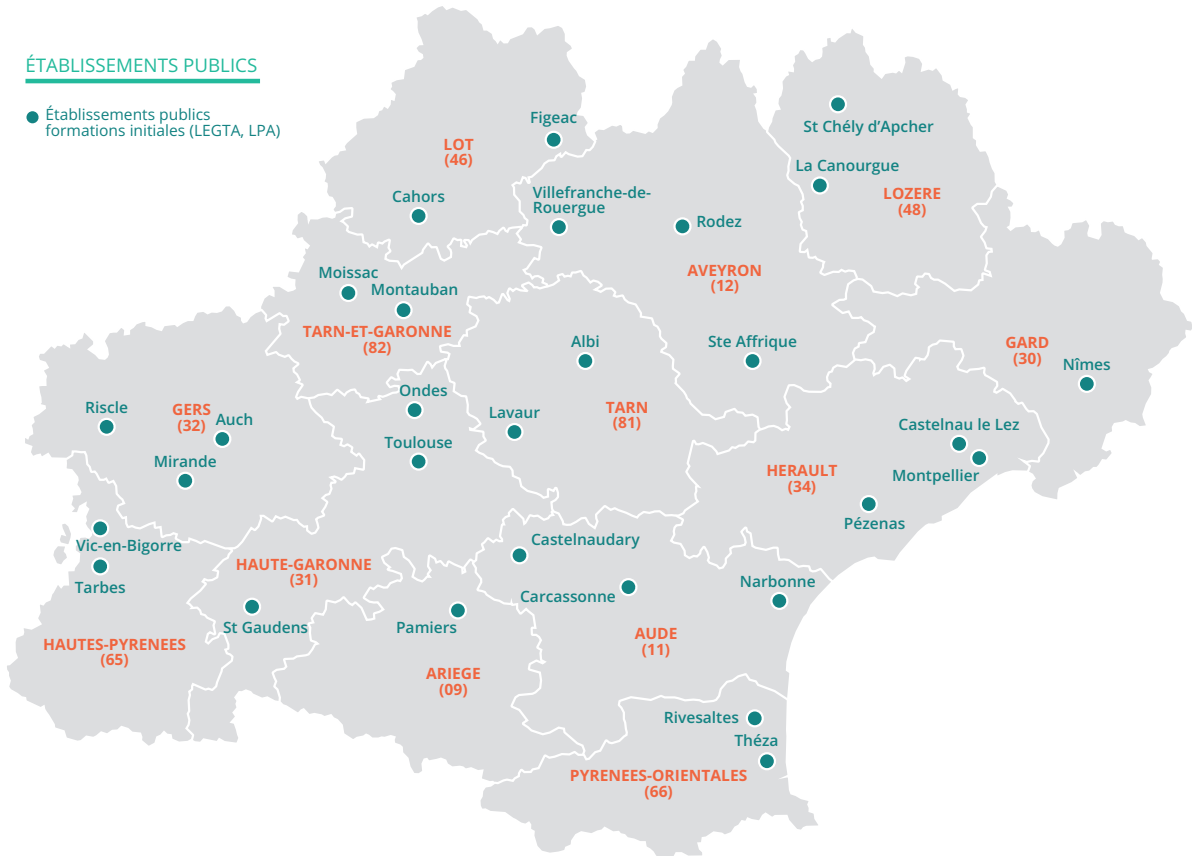 ÉTABLISSEMENTS PUBLICS
Établissements publics
formations initiales (LEGTA, LPA)
Figeac
LOT
(46)
Cahors
St Chély d’Apcher
La Canourgue
LOZERE
(48)
Villefranche-de-
Rouergue
Rodez
AVEYRON
(12)
Ste Affrique
Moissac
Montauban
TARN-ET-GARONNE
(82)
Albi
Lavaur
TARN
(81)
GARD
(30)
Nîmes
Riscle
GERS
(32)
Auch
Mirande
Ondes
Toulouse
Castelnau le Lez
Montpellier
HERAULT
(34)
Pézenas
Vic-en-Bigorre
Tarbes
HAUTES-PYRENEES
(65)
HAUTE-GARONNE
(31)
St Gaudens
Pamiers
ARIEGE
(09)
Castelnaudary
Carcassonne
Narbonne
AUDE
(11)
Rivesaltes
Théza
PYRENEES-ORIENTALES
(66)